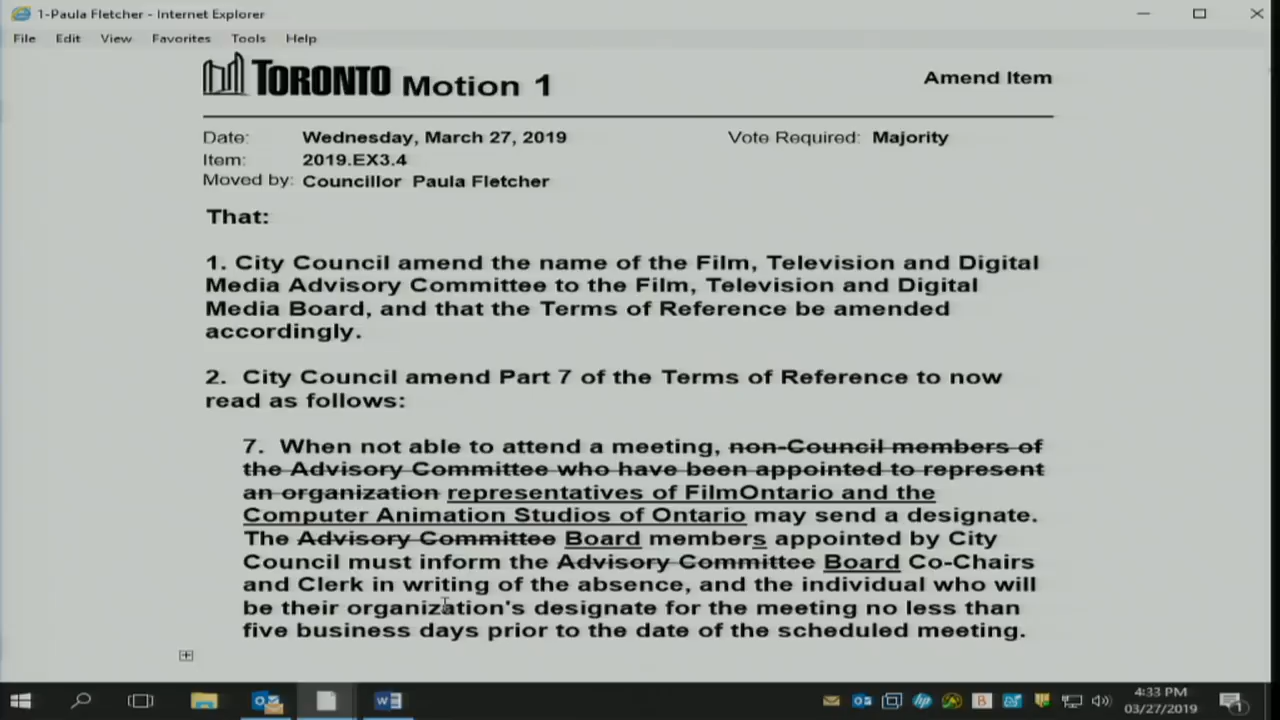 1-Paula Fletcher - Internet Explorer
File Edit View Favorites Tools Help
TORONTO Motion 1
Amend Item
Date: Wednesday, March 27, 2019
Vote Required: Majority
Item: 2019.EX3.4
Moved by: Councillor Paula Fletcher
That:
1. City Council amend the name of the Film, Television and Digital
Media Advisory Committee to the Film, Television and Digital
Media Board, and that the Terms of Reference be amended
accordingly.
2. City Council amend Part 7 of the Terms of Reference to now
read as follows:
7. When not able to attend a meeting, non-Council members of
the Advisory Committee who have been appointed to represent
an organization representatives of FilmOntario and the
Computer Animation Studios of Ontario may send a designate.
The Advisory Committee Board members appointed by City
Council must inform the Advisory Committee Board Co-Chairs
and Clerk in writing of the absence, and the individual who will
be their organization's designate for the meeting no less than
five business days prior to the date of the scheduled meeting.
4:33 PM
03/27/2019